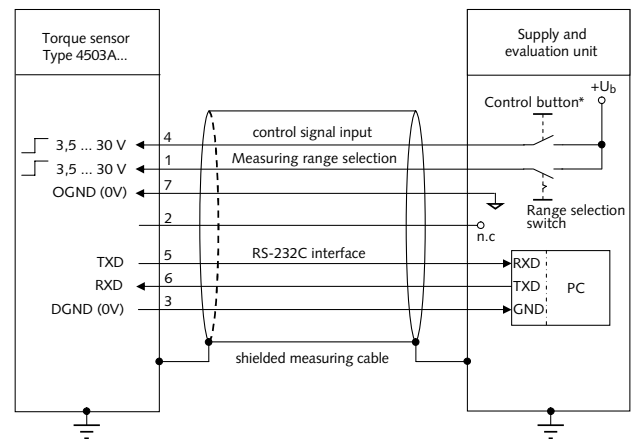 Torque sensor
Type 4503A...
Supply and
evaluation unit
+Ub
Control button*
3,5 ... 30 V
4
control signal input
3,5 ... 30 V
1
Measuring range selection
OGND (0V)
7
Range selection
switch
2
n.c
TXD
5
RS-232C interface
RXD
RXD
6
TXD
PC
DGND (0V)
3
GND
shielded measuring cable